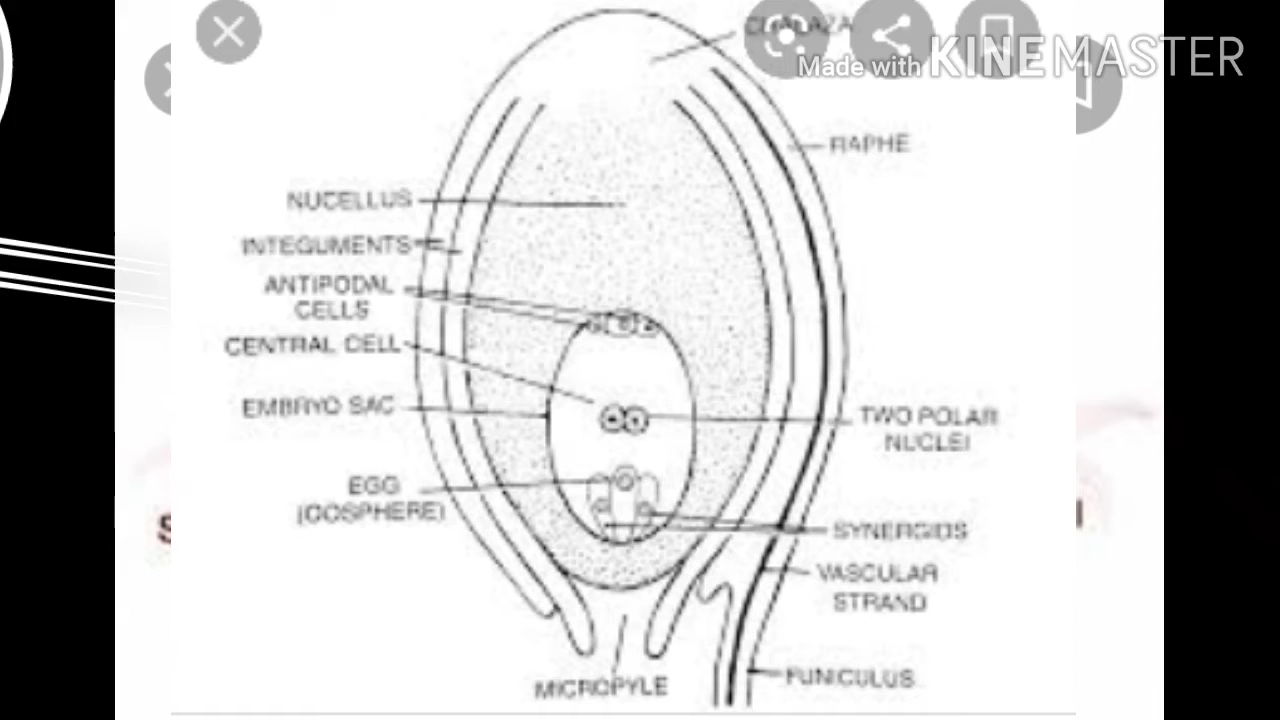 CHALAZA
Made with KINEMASTER
RAPHE
NUCELLUS
INTEGUMENTS
ANTIPODAL
CELLS
CENTRAL CELL
EMBRYO SAC
TWO POLAR
NUCLEI
EGG
(OOSPHERE)
SYNERGIDS
VASCULAR
STRAND
MICROPYLE
FUNICULUS